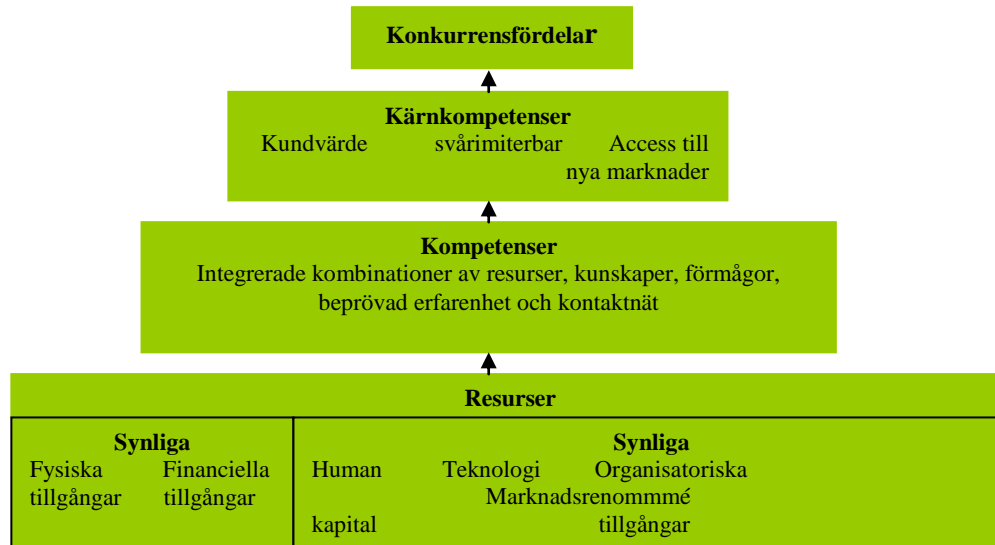 Konkurrensfördelar
Kärnkompetenser
Kundvärde svårimiterbar Access till
nya marknader
Kompetenser
Integrerade kombinationer av resurser, kunskaper, förmågor,
beprövad erfarenhet och kontaktnät
Resurser
Synliga
Fysiska Financiella
tillgångar tillgångar
Synliga
Human Teknologi Organisatoriska
Marknadsrenommmé
kapital tillgångar